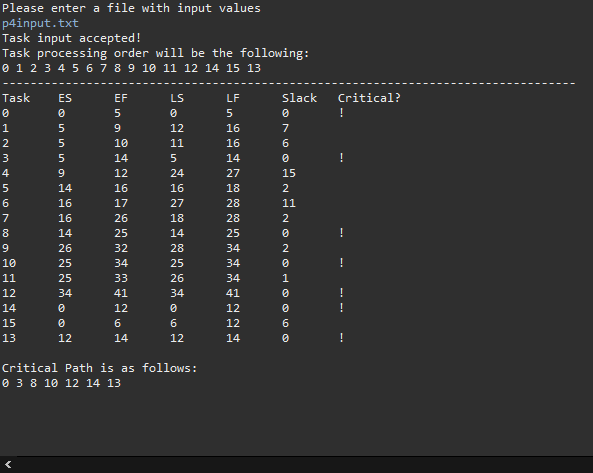 Please enter a file with input values
p4input.txt
Task input accepted!
Task processing order will be the following:
0 1 2 3 4 5 6 7 8 9 10 11 12 14 15 13
----------------------------------------------------------------------------------
Task ES EF LS LF Slack Critical?
0 0 5 0 5 0 !
1 5 9 12 16 7
2 5 10 11 16 6
3 5 14 5 14 0 !
4 9 12 24 27 15
5 14 16 16 18 2
6 16 17 27 28 11
7 16 26 18 28 2
8 14 25 14 25 0 !
9 26 32 28 34 2
10 25 34 25 34 0 !
11 25 33 26 34 1
12 34 41 34 41 0 !
14 0 12 0 12 0 !
15 0 6 6 12 6
13 12 14 12 14 0 !
Critical Path is as follows:
0 3 8 10 12 14 13